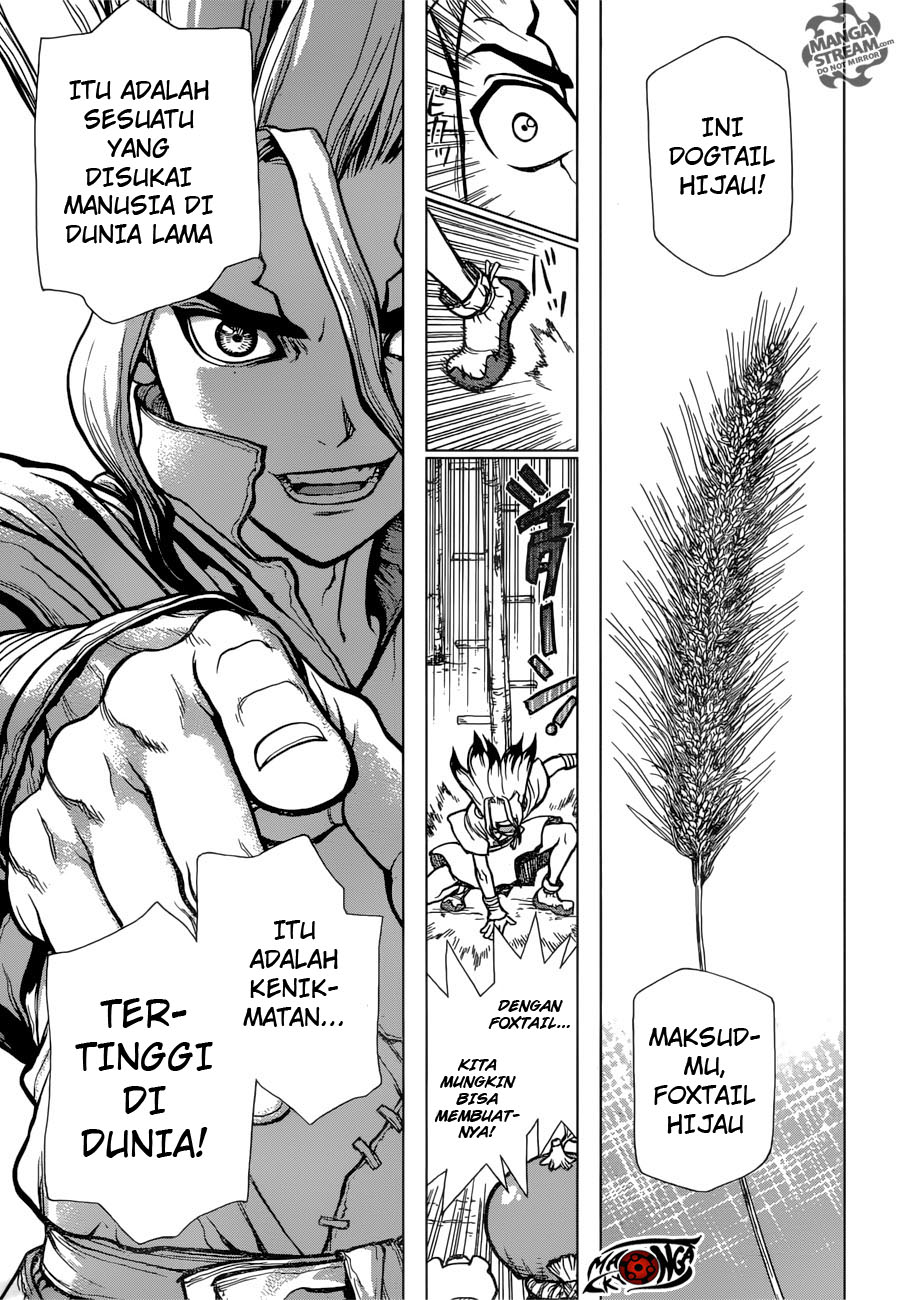 MANGA
STREAM.com
DO NOT MIRROR
INI
DOGTAIL
HIJAU!
MAKSUD-
MU,
FOXTAIL
HIJAU
DENGAN
FOXTAIL...
KITA
MUNGKIN
BISA
MEMBUAT-
NYA!
ITU ADALAH
SESUATU
YANG
DISUKAI
MANUSIA DI
DUNIA LAMA
ITU
ADALAH
KENIK-
MATAN...
TER-
TINGGI
DI
DUNIA!